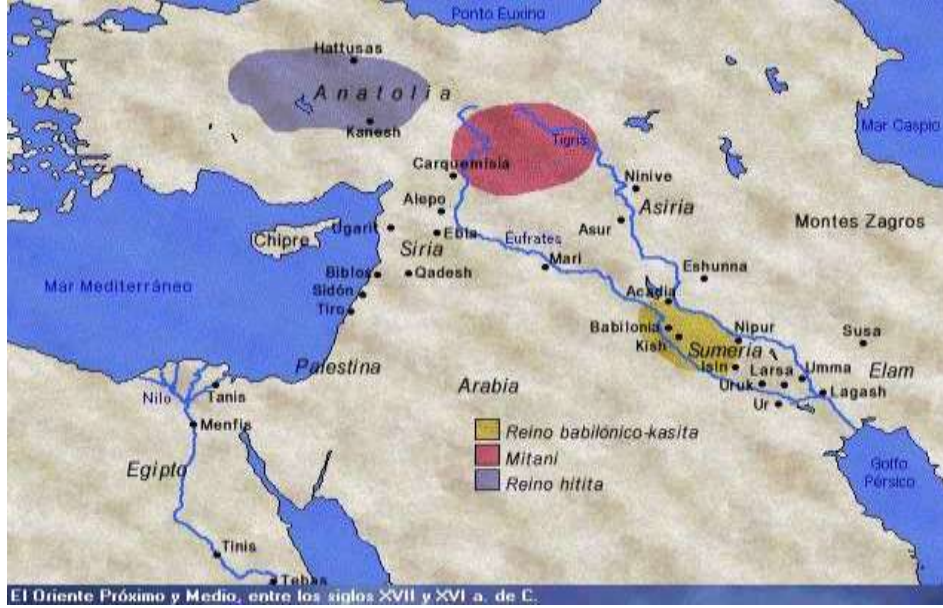 Ponto Euxino
Hattusas
Anatolia
Kanesh
Mar Caspio
Tigris
Carquemisia
Ninive
Alepo
Asiria
Montes Zagros
Ugarit
Asur
Chipre
Ebla
Siria
Éufrates
Mari
Biblos
Qadesh
Eshunna
Mar Mediterráneo
Sidón
Acadia
Tiro
Babilonia
Nipur
Susa
Kish
Sumeria
Palestina
Isin
Larsa
Umma
Elam
Arabia
Uruk
Lagash
Nilo
Tanis
Ur
Menfis
Reino babilónico-kasita
Mitani
Reino hitita
Egipto
Golfo
Pérsico
Tinis
Tebas
El Oriente Próximo y Medio, entre los siglos XVII y XVI a. de C.